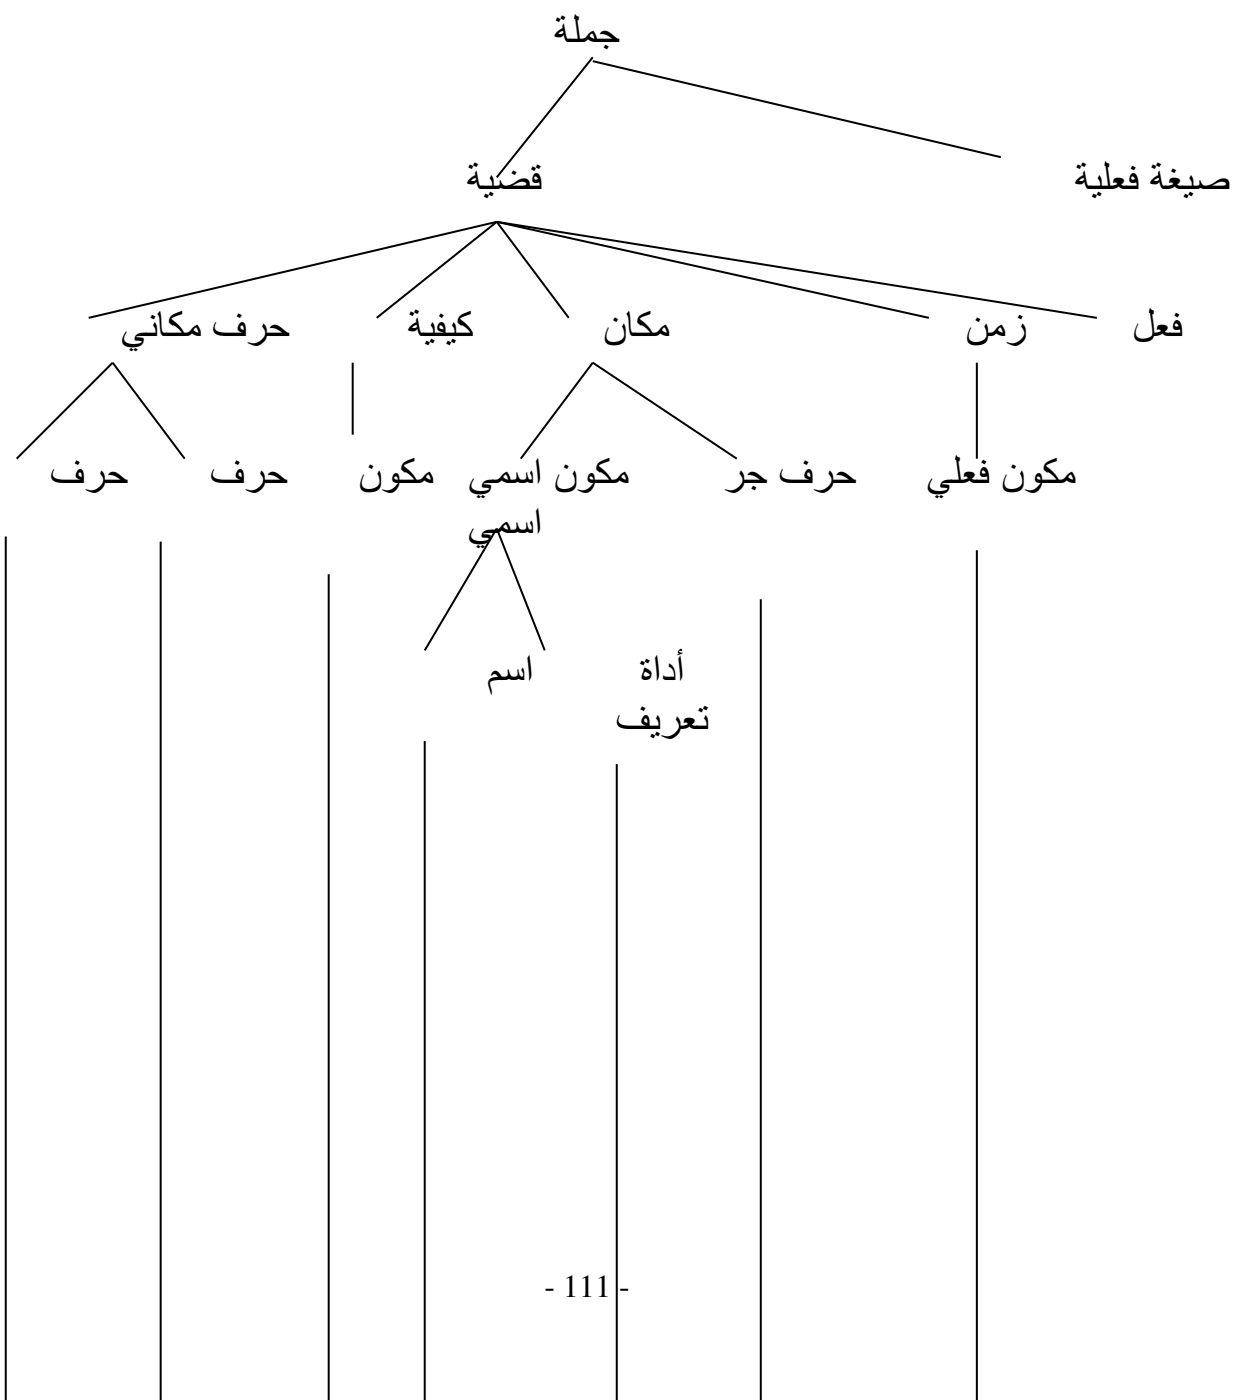 جملة
صيغة فعلية قضية
فعل زمن مكان كيفية حرف مكاني
مكون فعلي حرف جر مكون اسمي مكون حرف حرف
اسمي
أداة اسم
تعريف
- 111 -